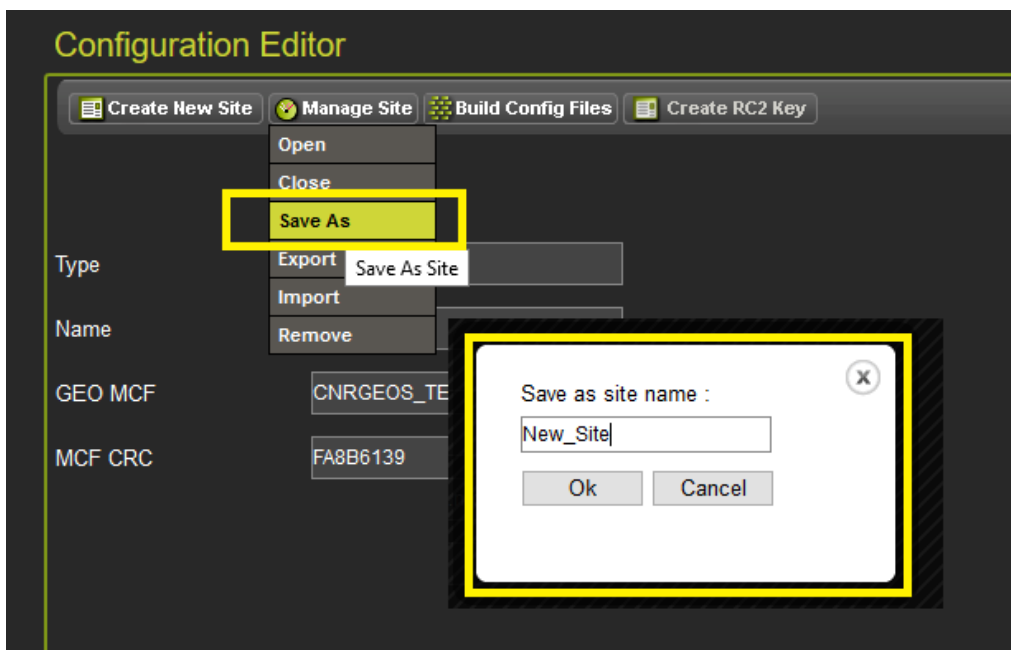 Configuration Editor
Create New Site Manage Site Build Config Files Create RC2 Key
Open
Close
Save As
Export
Save As Site
Import
Remove
Type
Name
GEO MCF CNRGEOS_TE
MCF CRC FA8B6139
x
Save as site name :
New_Site
Ok Cancel